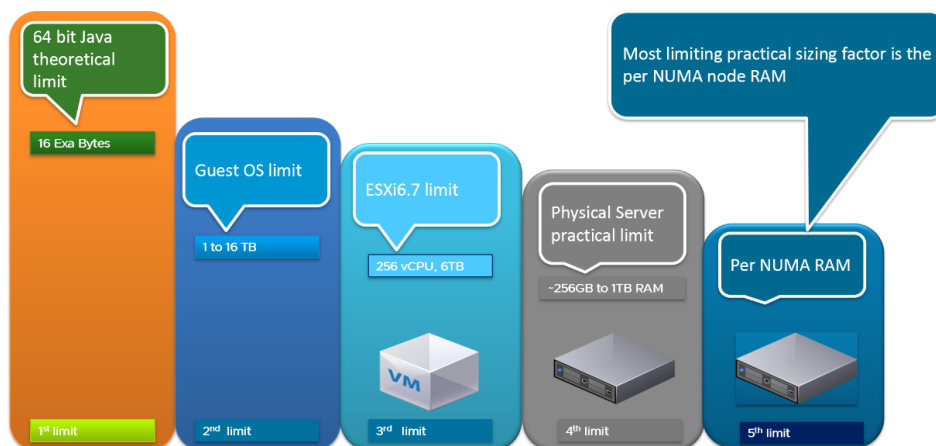 64 bit Java
theoretical
limit
16 Exa Bytes
1st limit
Guest OS limit
1 to 16 TB
2nd limit
ESXi6.7 limit
256 vCPU, 6TB
VM
3rd limit
Physical Server
practical limit
~256GB to 1TB RAM
4th limit
Most limiting practical sizing factor is the
per NUMA node RAM
Per NUMA RAM
5th limit